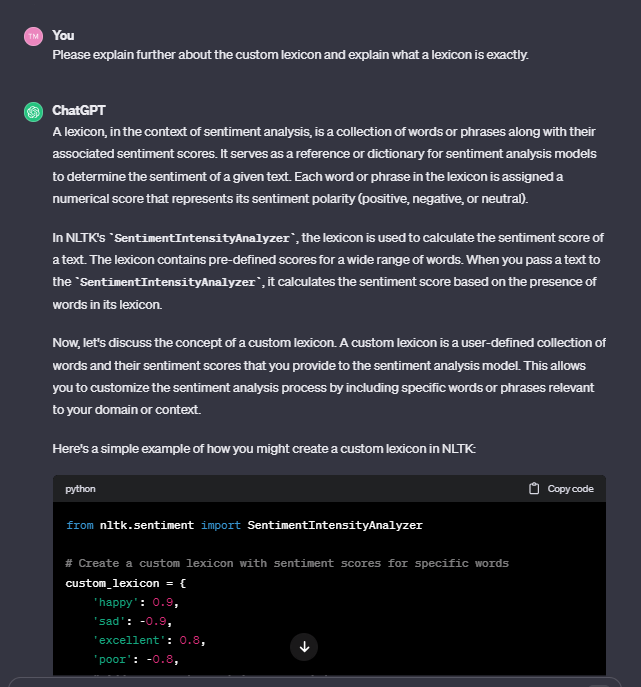 TM
You
Please explain further about the custom lexicon and explain what a lexicon is exactly.
ChatGPT
A lexicon, in the context of sentiment analysis, is a collection of words or phrases along with their
associated sentiment scores. It serves as a reference or dictionary for sentiment analysis models
to determine the sentiment of a given text. Each word or phrase in the lexicon is assigned a
numerical score that represents its sentiment polarity (positive, negative, or neutral).
In NLTK's `SentimentIntensityAnalyzer`, the lexicon is used to calculate the sentiment score of
a text. The lexicon contains pre-defined scores for a wide range of words. When you pass a text to
the `SentimentIntensityAnalyzer`, it calculates the sentiment score based on the presence of
words in its lexicon.
Now, let's discuss the concept of a custom lexicon. A custom lexicon is a user-defined collection of
words and their sentiment scores that you provide to the sentiment analysis model. This allows
you to customize the sentiment analysis process by including specific words or phrases relevant
to your domain or context.
Here's a simple example of how you might create a custom lexicon in NLTK:
python
Copy code
from nltk.sentiment import SentimentIntensityAnalyzer
# Create a custom lexicon with sentiment scores for specific words
custom_lexicon = {
'happy': 0.9,
'sad': -0.9,
'excellent': 0.8,
'poor': -0.8,